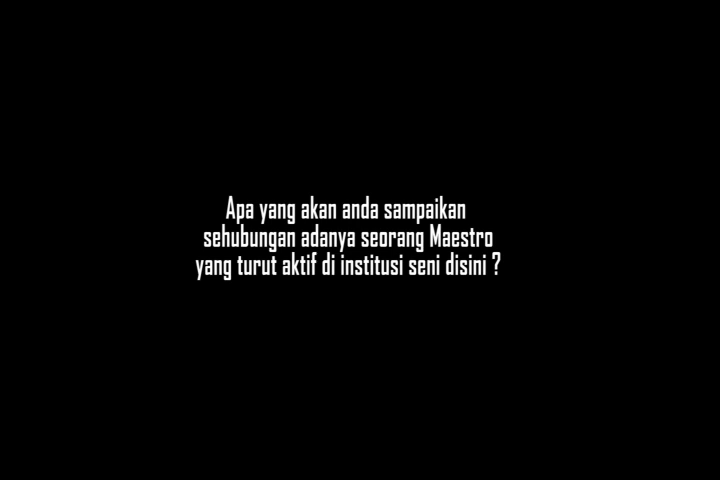 Apa yang akan anda sampaikan
sehubungan adanya seorang Maestro
yang turut aktif di institusi seni disini ?